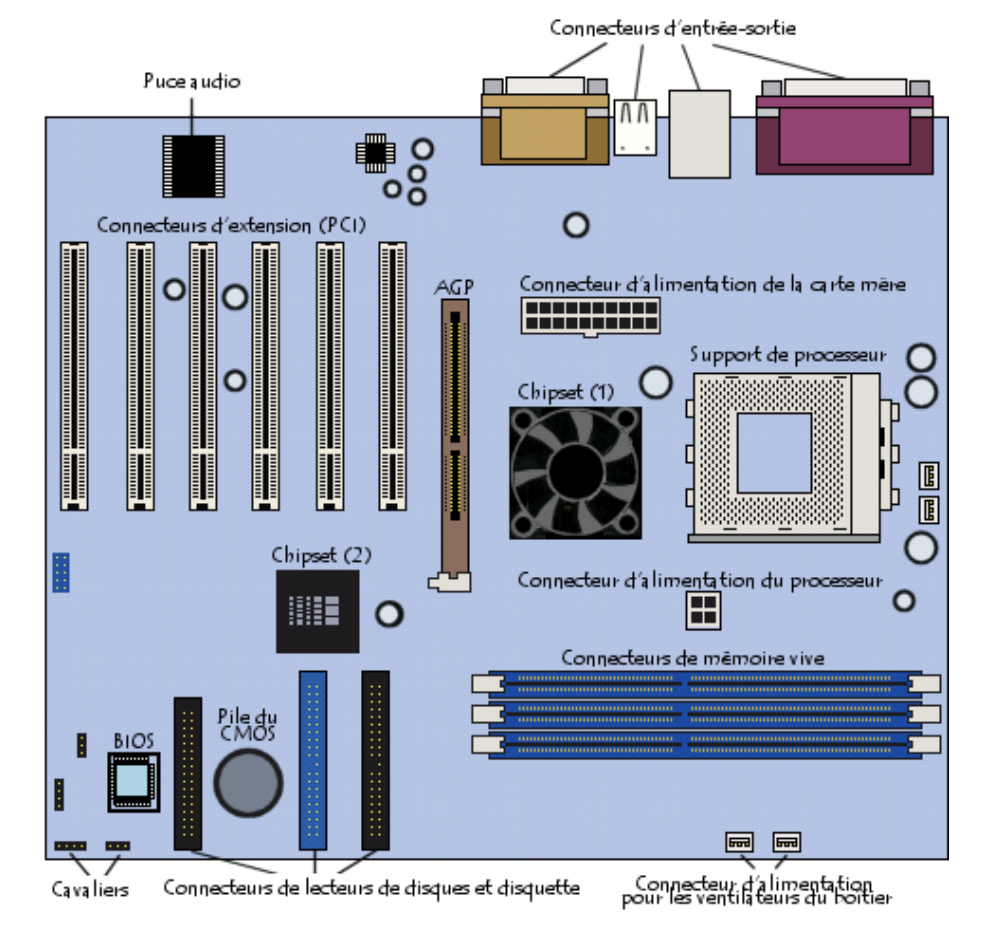 Connecteurs d'entrée-sortie
Puce audio
Connecteurs d'extension (PCI)
AGP
Connecteur d'alimentation de la carte mère
Support de processeur
Chipset (1)
Chipset (2)
Connecteur d'alimentation du processeur
Connecteurs de mémoire vive
Pile du
CMOS
BIOS
Cavaliers
Connecteurs de lecteurs de disques et disquette
Connecteur d'alimentation
pour les ventilateurs du boîtier